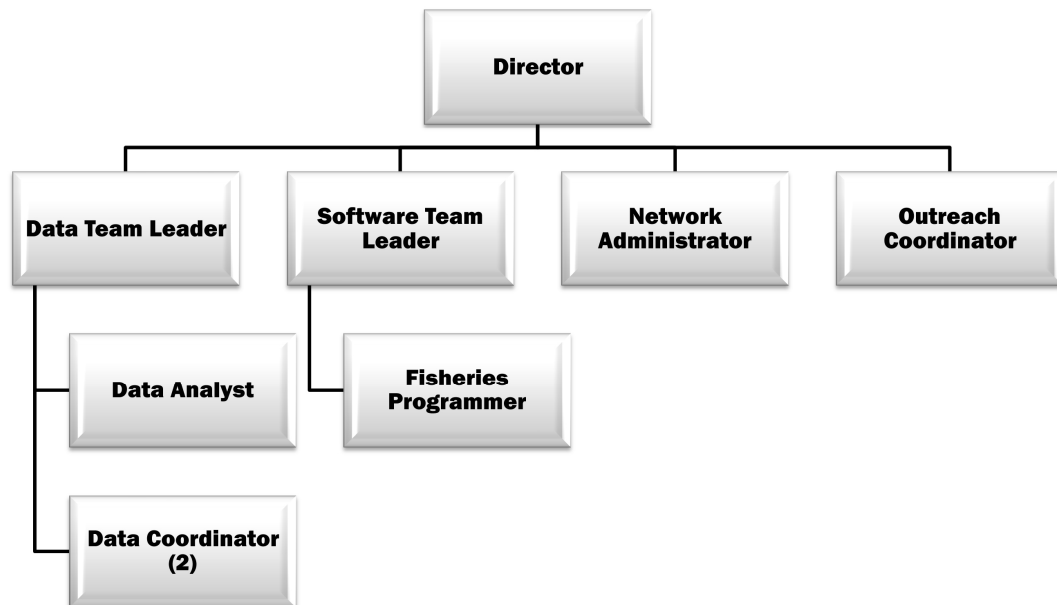 Director
Data Team Leader
Software Team
Leader
Network
Administrator
Outreach
Coordinator
Data Analyst
Fisheries
Programmer
Data Coordinator
(2)